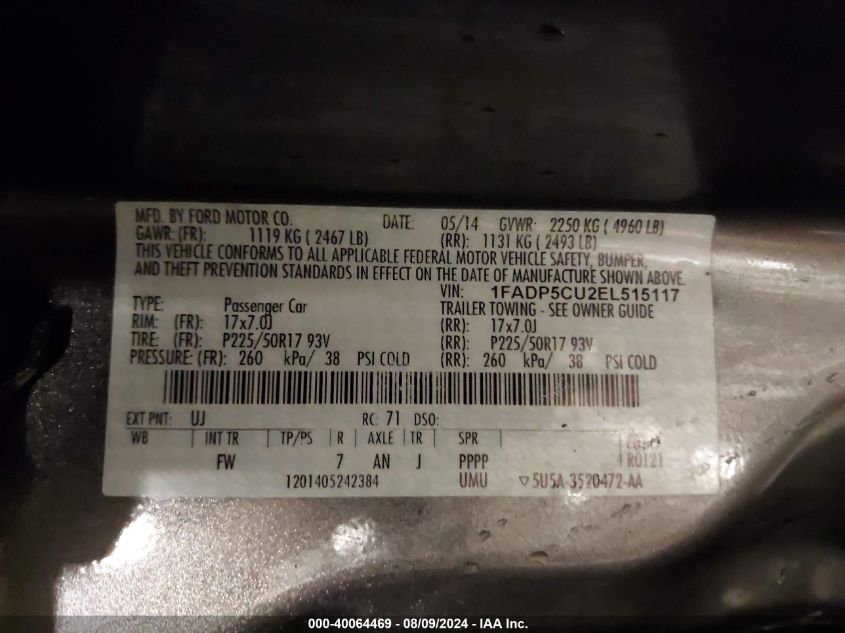 MFD. BY FORD MOTOR CO. DATE: 05/14 GVWR: 2250 KG ( 4960 LB)
GAWR: (FR): 1119 KG ( 2467 LB) (RR): 1131 KG ( 2493 LB)
THIS VEHICLE CONFORMS TO ALL APPLICABLE FEDERAL MOTOR VEHICLE SAFETY, BUMPER,
AND THEFT PREVENTION STANDARDS IN EFFECT ON THE DATE OF MANUFACTURE SHOWN ABOVE.
VIN: 1FADP5CU2EL515117
TYPE: Passenger Car TRAILER TOWING - SEE OWNER GUIDE
RIM: (FR): 17x7.0J (RR): 17x7.0J
TIRE: (FR): P225/50R17 93V (RR): P225/50R17 93V
PRESSURE: (FR): 260 kPa/ 38 PSI COLD (RR): 260 kPa/ 38 PSI COLD
EXT PNT: UJ RC: 71 DSO:
WB INT TR TP/PS R AXLE TR SPR
FW 7 AN J PPPP R0121
1201405242384 UMU ▽5U5A-3520472-AA
000-40064469 - 08/09/2024 - IAA Inc.